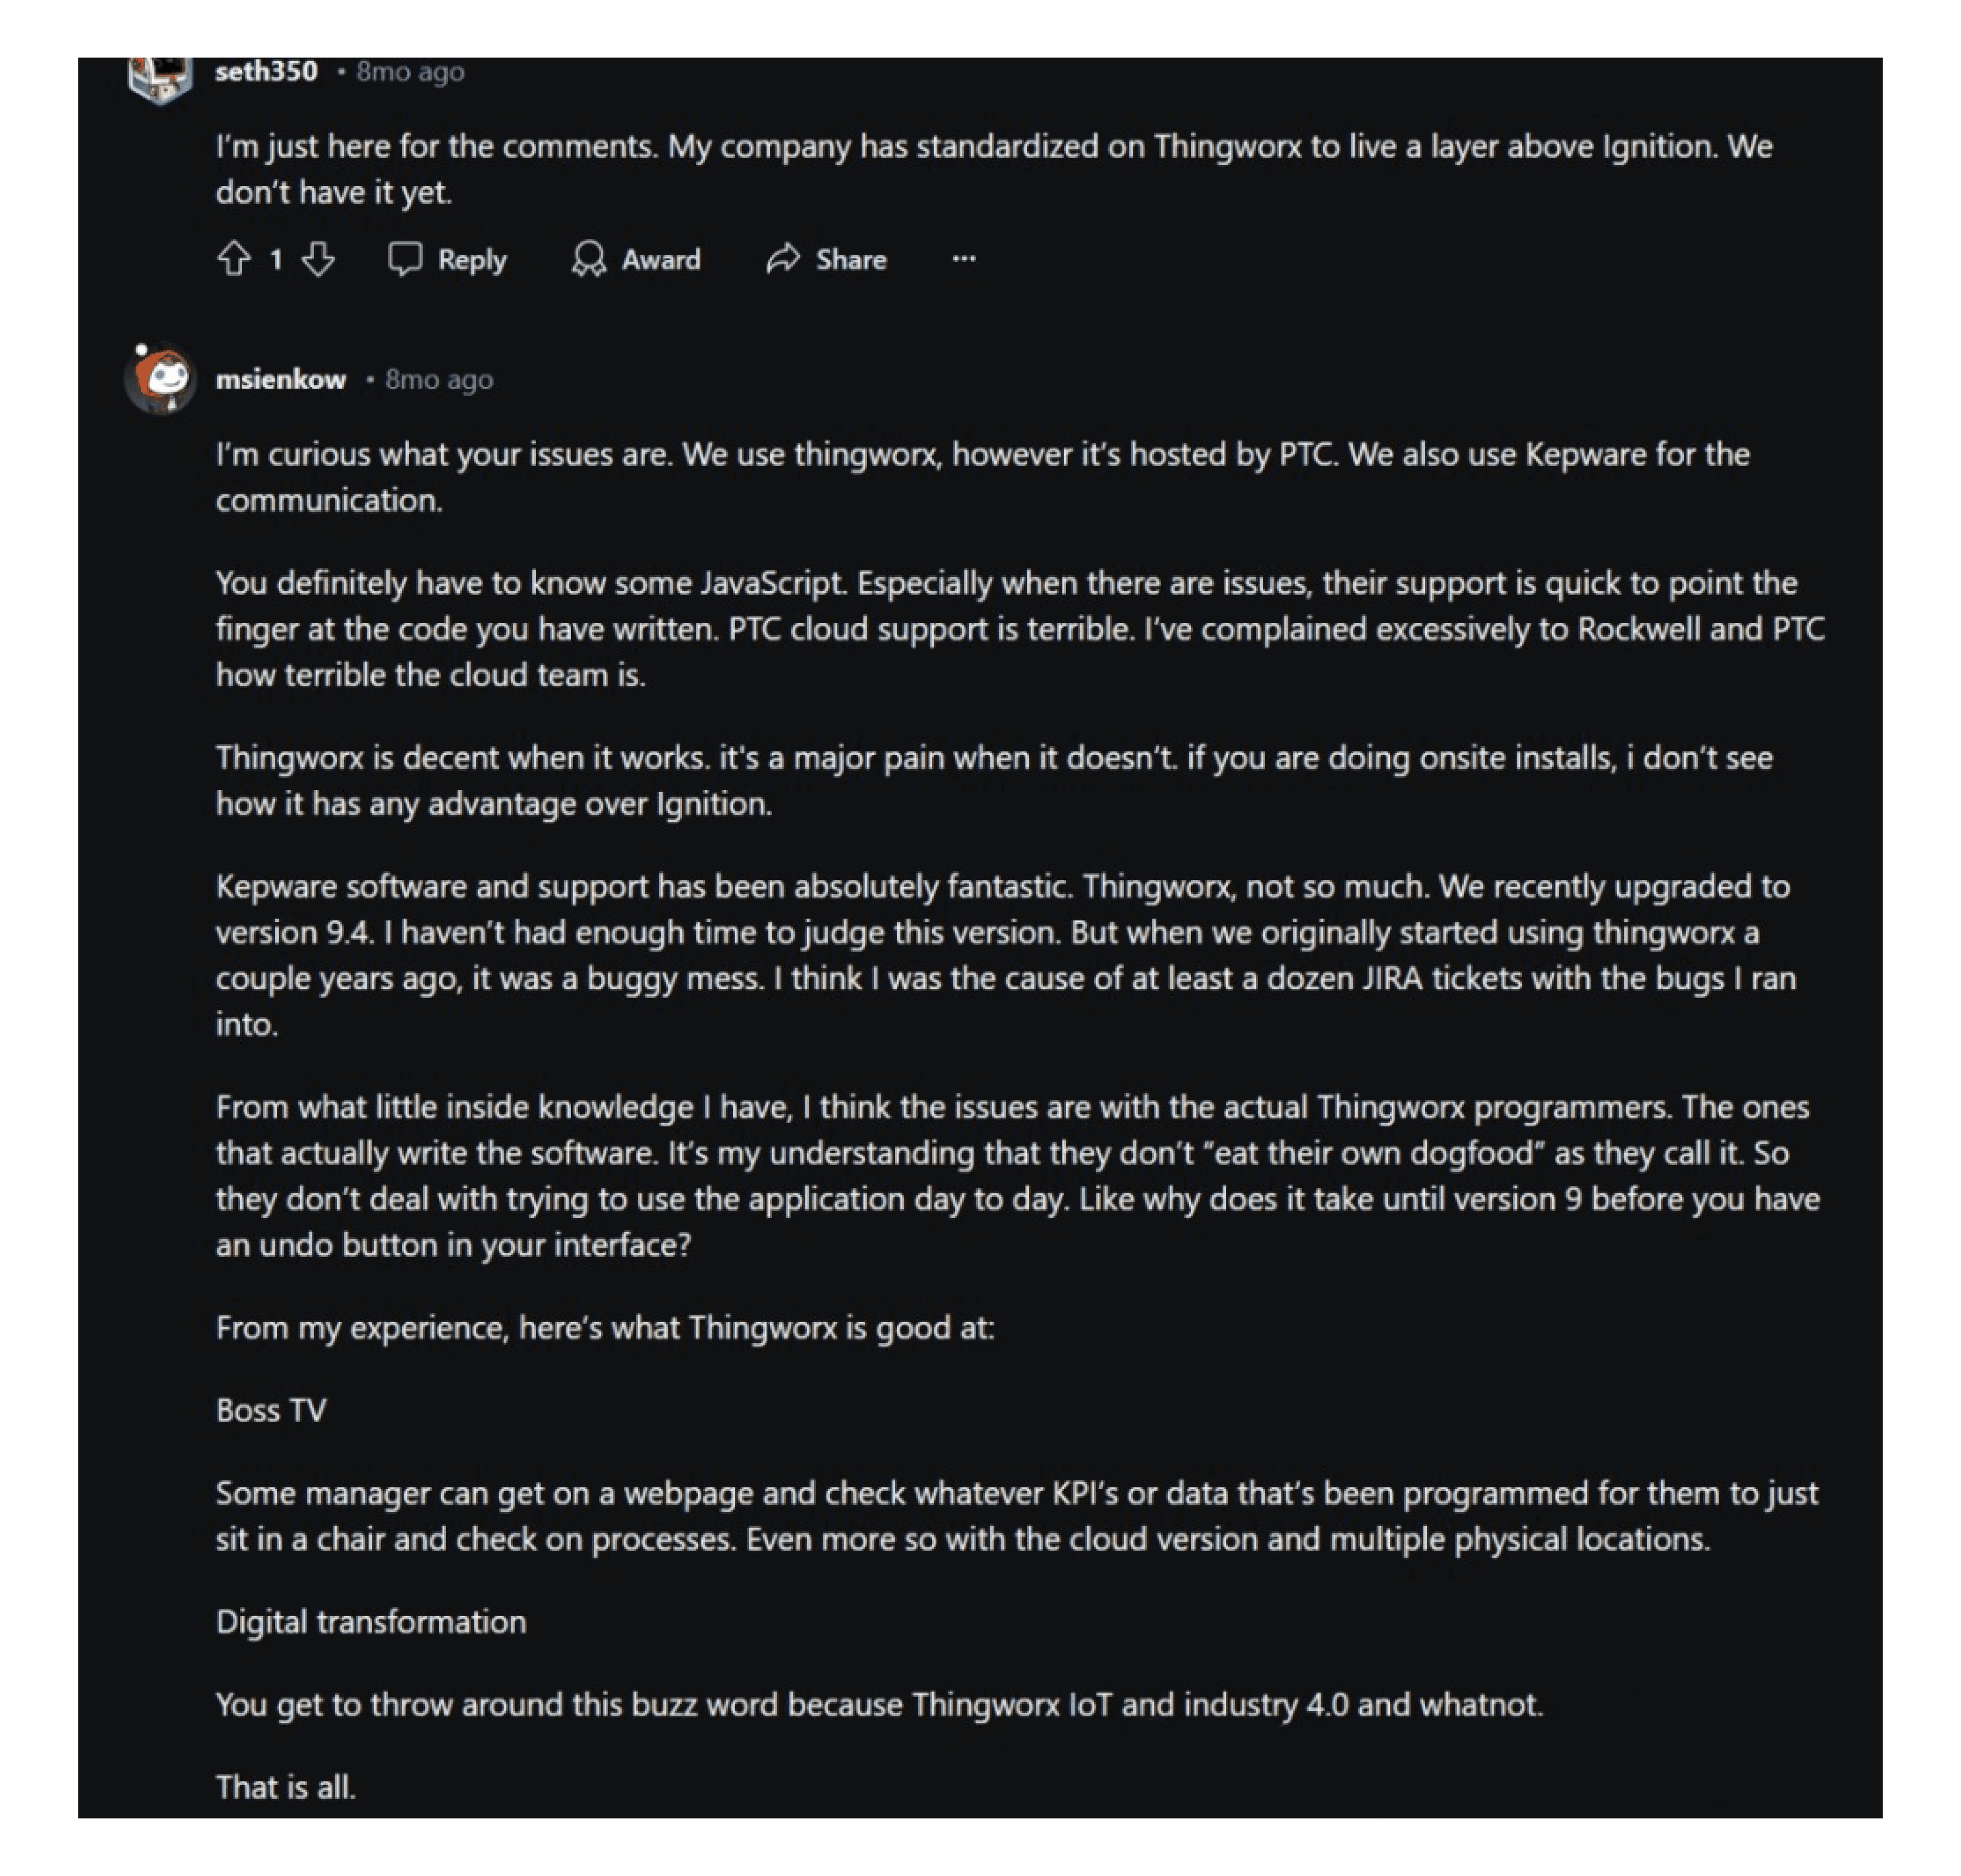 seth350 • 8mo ago
I'm just here for the comments. My company has standardized on Thingworx to live a layer above Ignition. We
don't have it yet.
1 Reply Award Share ...
msienkow • 8mo ago
I'm curious what your issues are. We use thingworx, however it's hosted by PTC. We also use Kepware for the
communication.
You definitely have to know some JavaScript. Especially when there are issues, their support is quick to point the
finger at the code you have written. PTC cloud support is terrible. I've complained excessively to Rockwell and PTC
how terrible the cloud team is.
Thingworx is decent when it works. it's a major pain when it doesn't. if you are doing onsite installs, i don't see
how it has any advantage over Ignition.
Kepware software and support has been absolutely fantastic. Thingworx, not so much. We recently upgraded to
version 9.4. I haven't had enough time to judge this version. But when we originally started using thingworx a
couple years ago, it was a buggy mess. I think I was the cause of at least a dozen JIRA tickets with the bugs I ran
into.
From what little inside knowledge I have, I think the issues are with the actual Thingworx programmers. The ones
that actually write the software. It's my understanding that they don't "eat their own dogfood" as they call it. So
they don't deal with trying to use the application day to day. Like why does it take until version 9 before you have
an undo button in your interface?
From my experience, here's what Thingworx is good at:
Boss TV
Some manager can get on a webpage and check whatever KPI's or data that's been programmed for them to just
sit in a chair and check on processes. Even more so with the cloud version and multiple physical locations.
Digital transformation
You get to throw around this buzz word because Thingworx IoT and industry 4.0 and whatnot.
That is all.